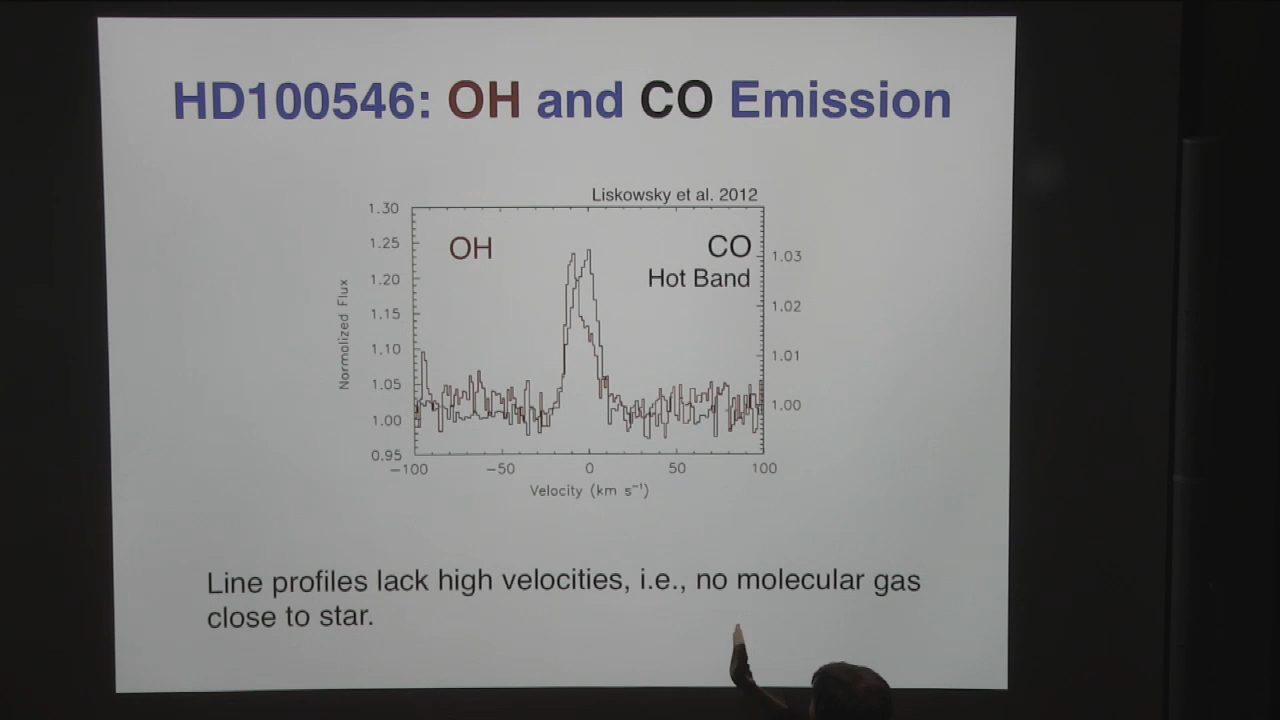 HD100546: OH and CO Emission
Liskowsky et al. 2012
OH
CO
Hot Band
1.30
1.25
1.20
1.15
1.10
1.05
1.00
0.95
Normalized Flux
1.03
1.02
1.01
1.00
−100
−50
0
50
100
Velocity (km s⁻¹)
Line profiles lack high velocities, i.e., no molecular gas
close to star.